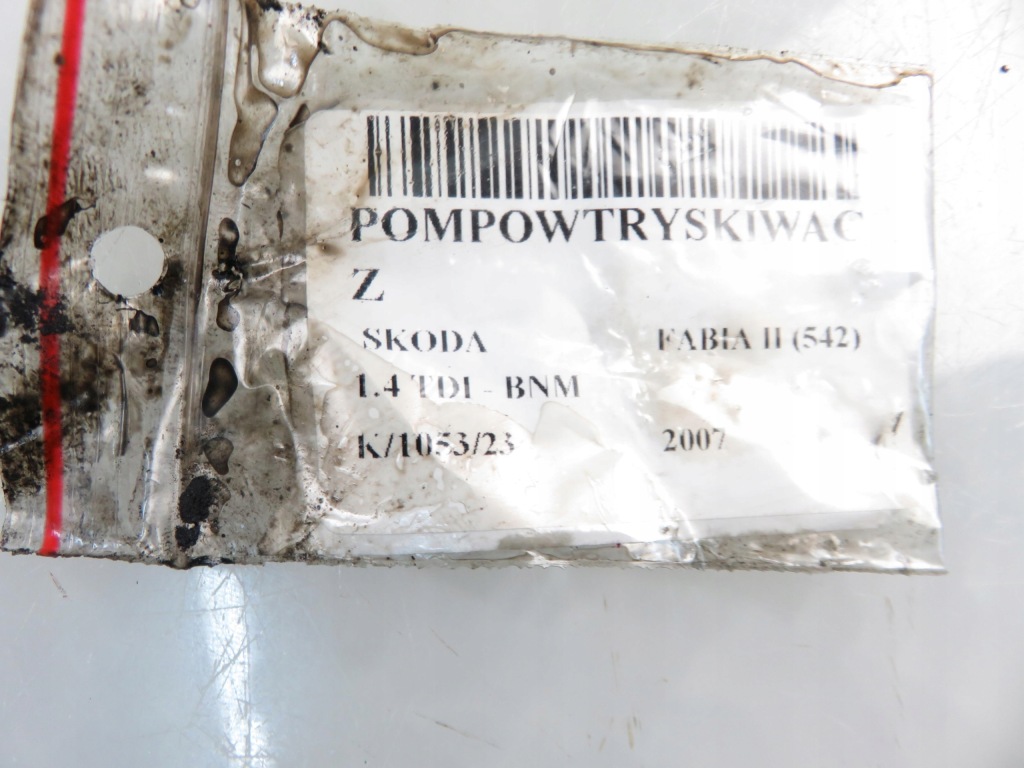 POMPOWTRYSKIWAC
Z
SKODA FABIA II (542)
1.4 TDI - BNM
K/1053/23 2007